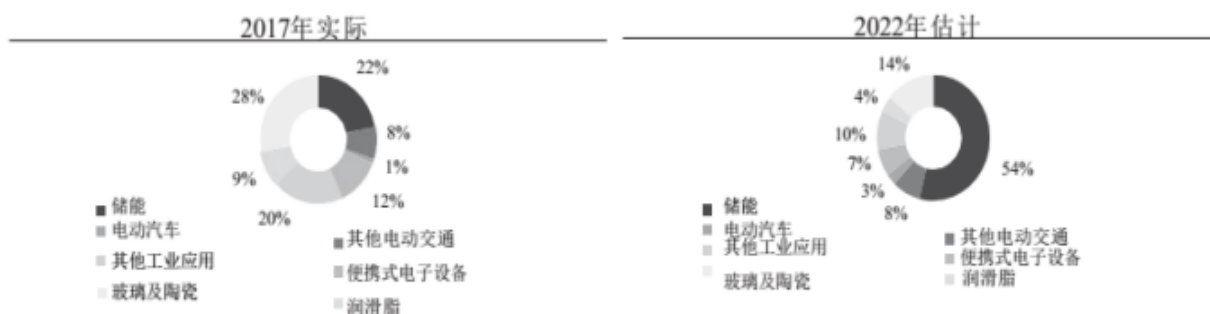 2017年实际
22%
28%
8%
1%
9%
12%
20%
储能
电动汽车
其他电动交通
其他工业应用
便携式电子设备
玻璃及陶瓷
润滑脂
2022年估计
14%
4%
10%
7%
54%
3%
8%
储能
电动汽车
其他电动交通
其他工业应用
便携式电子设备
玻璃及陶瓷
润滑脂